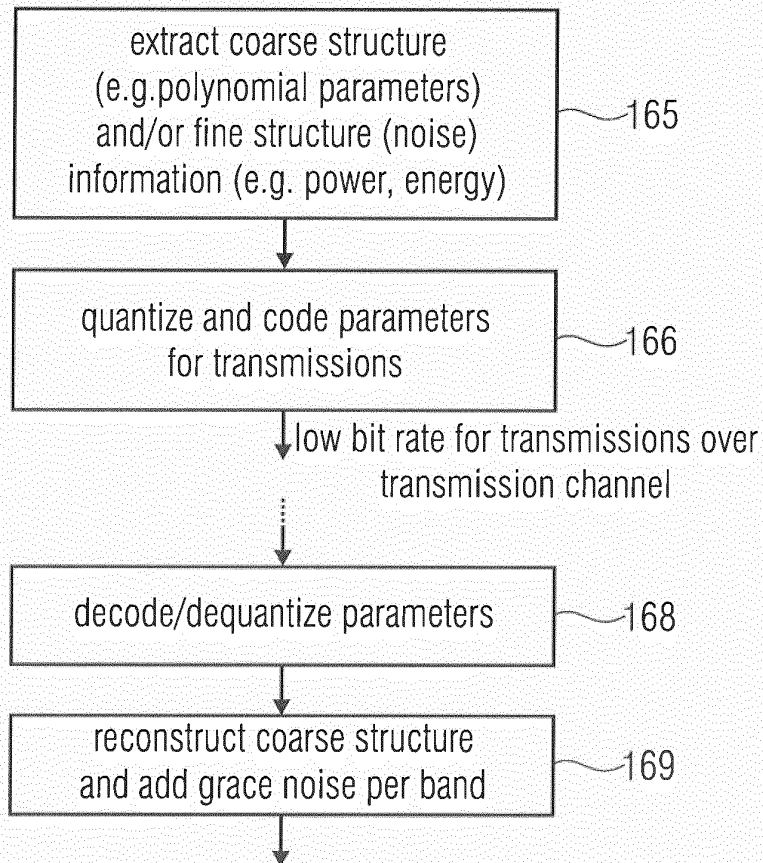 extract coarse structure
(e.g.polynomial parameters)
and/or fine structure (noise)
information (e.g. power, energy)
165
quantize and code parameters
for transmissions
166
low bit rate for transmissions over
transmission channel
decode/dequantize parameters
168
reconstruct coarse structure
and add grace noise per band
169